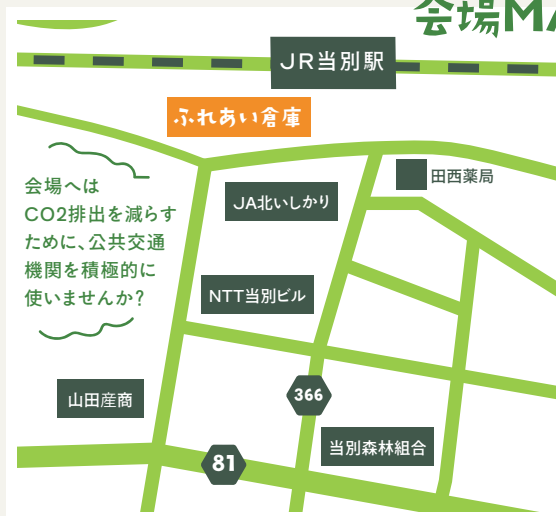 会場MA
JR当別駅
ふれあい倉庫
田西薬局
会場へは
CO2排出を減らす
ために、公共交通
機関を積極的に
使いませんか?
JA北いしかり
NTT当別ビル
366
山田産商
当別森林組合
81